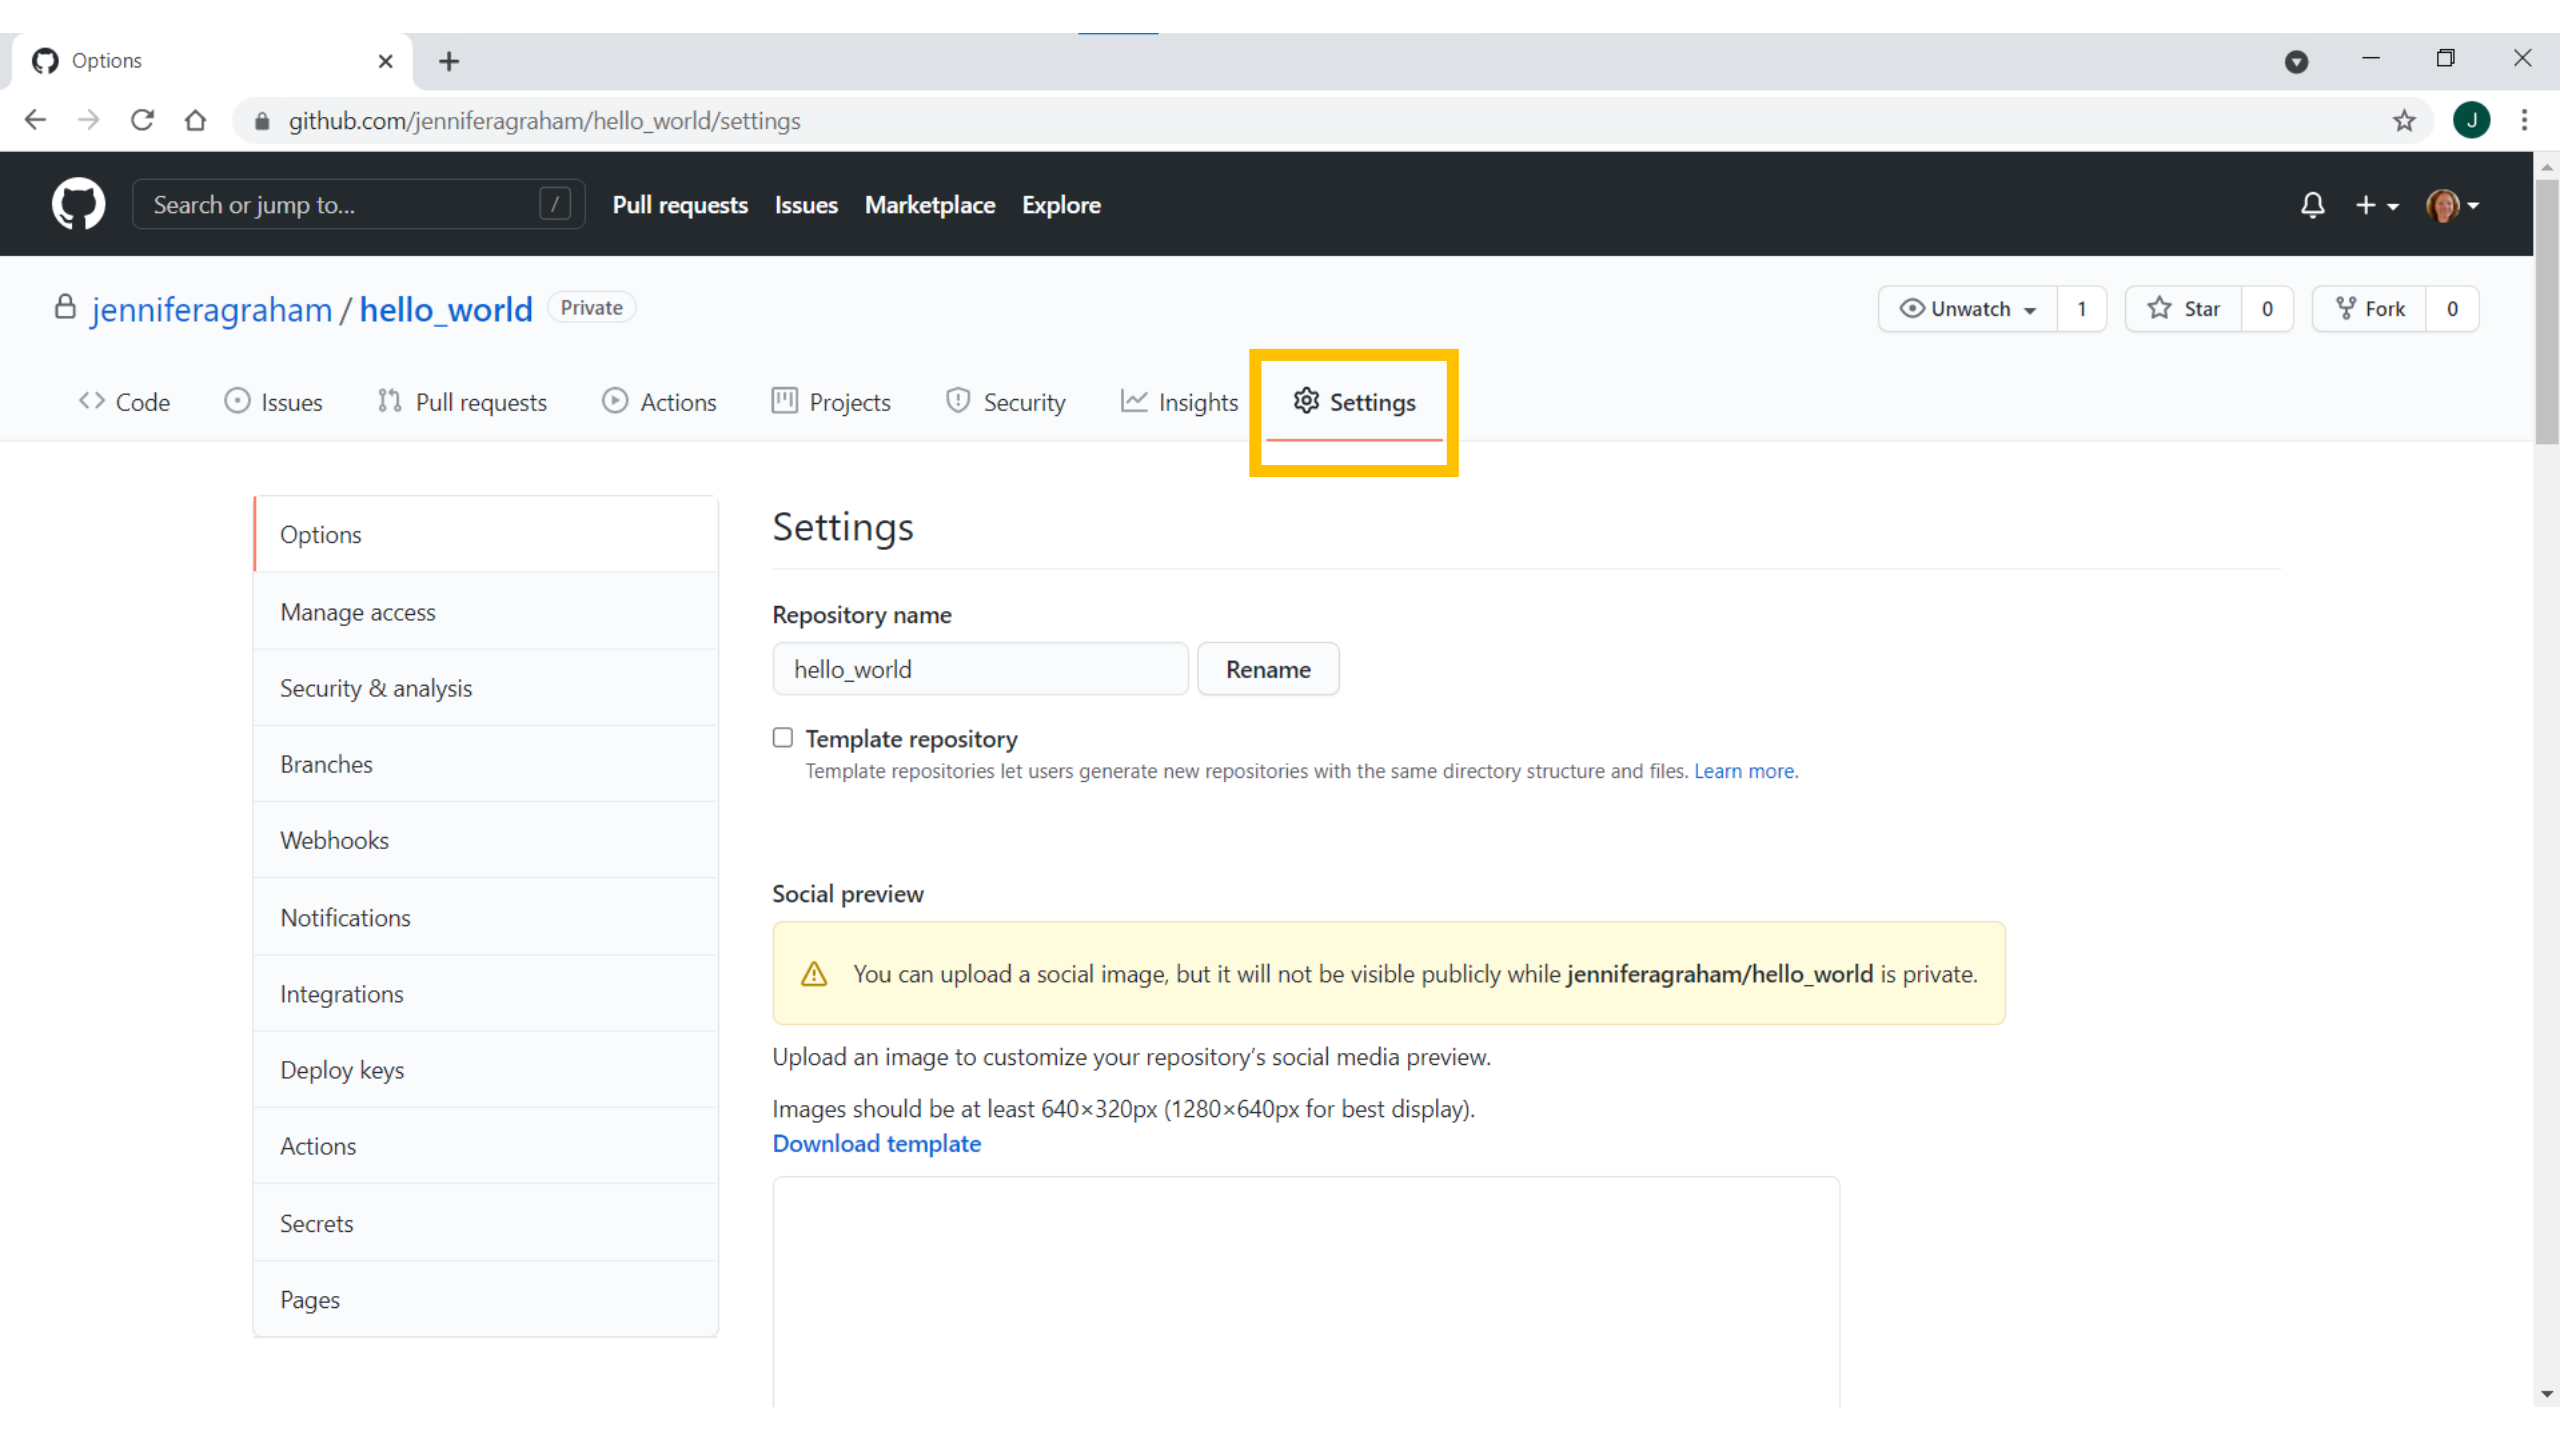 Options
github.com/jenniferagraham/hello_world/settings
J
Search or jump to... /
Pull requests Issues Marketplace Explore
jenniferagraham / hello_world Private
Unwatch 1 Star 0 Fork 0
Code Issues Pull requests Actions Projects Security Insights Settings
Options
Manage access
Security & analysis
Branches
Webhooks
Notifications
Integrations
Deploy keys
Actions
Secrets
Pages
Settings
Repository name
hello_world Rename
Template repository
Template repositories let users generate new repositories with the same directory structure and files. Learn more.
Social preview
You can upload a social image, but it will not be visible publicly while jenniferagraham/hello_world is private.
Upload an image to customize your repository’s social media preview.
Images should be at least 640×320px (1280×640px for best display).
Download template